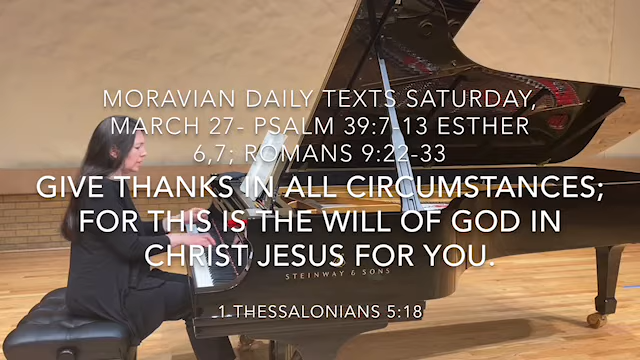 MORAVIAN DAILY TEXTS SATURDAY,
MARCH 27- PSALM 39:7-13 ESTHER
6,7; ROMANS 9:22-33
GIVE THANKS IN ALL CIRCUMSTANCES;
FOR THIS IS THE WILL OF GOD IN
CHRIST JESUS FOR YOU.
STEINWAY & SONS
1 THESSALONIANS 5:18